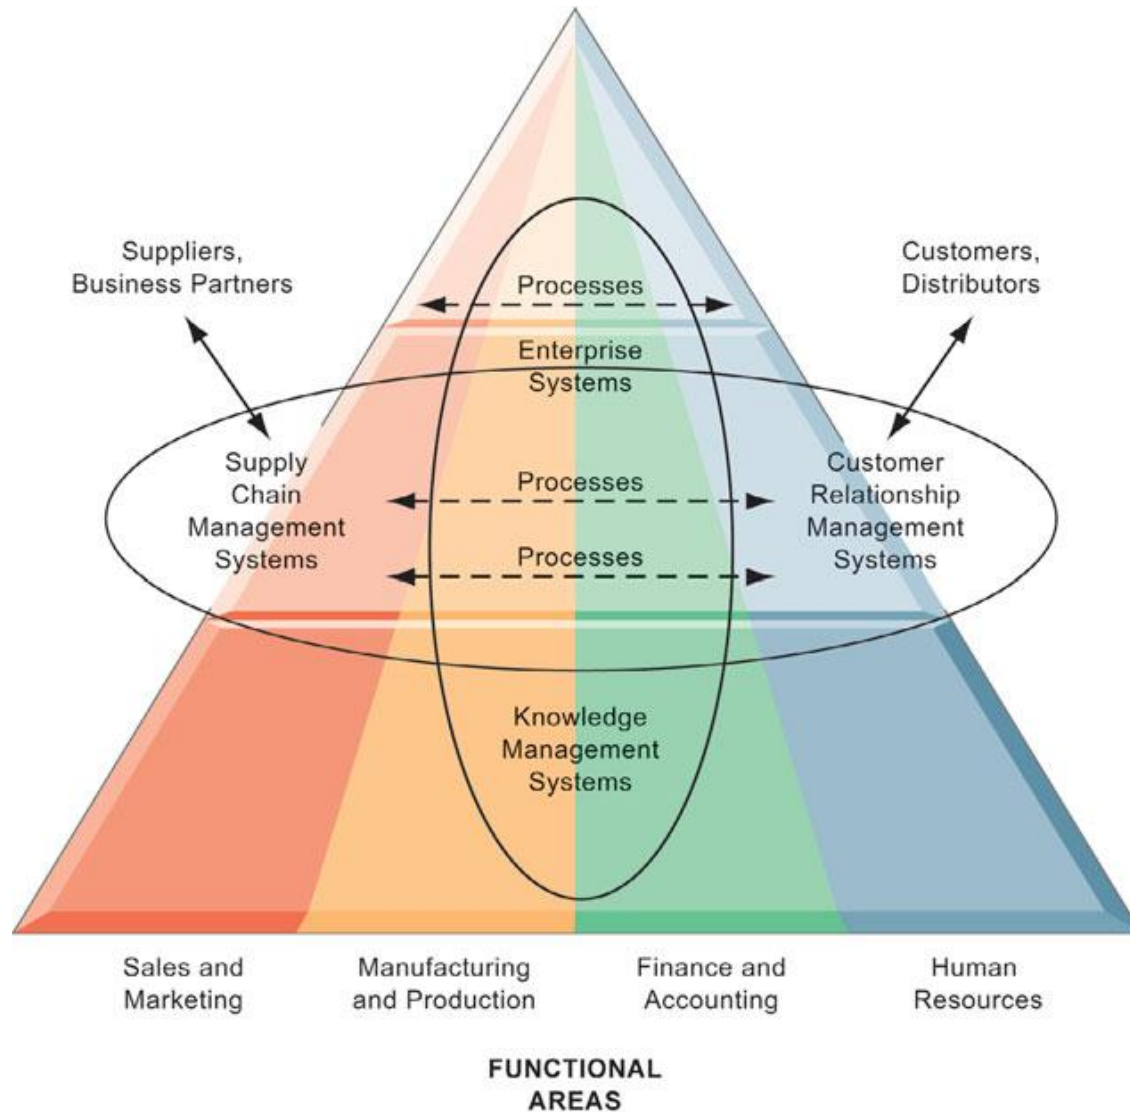 Suppliers,
Business Partners
Customers,
Distributors
Processes
Enterprise
Systems
Supply
Chain
Management
Systems
Processes
Processes
Customer
Relationship
Management
Systems
Knowledge
Management
Systems
Sales and
Marketing
Manufacturing
and Production
Finance and
Accounting
Human
Resources
FUNCTIONAL
AREAS